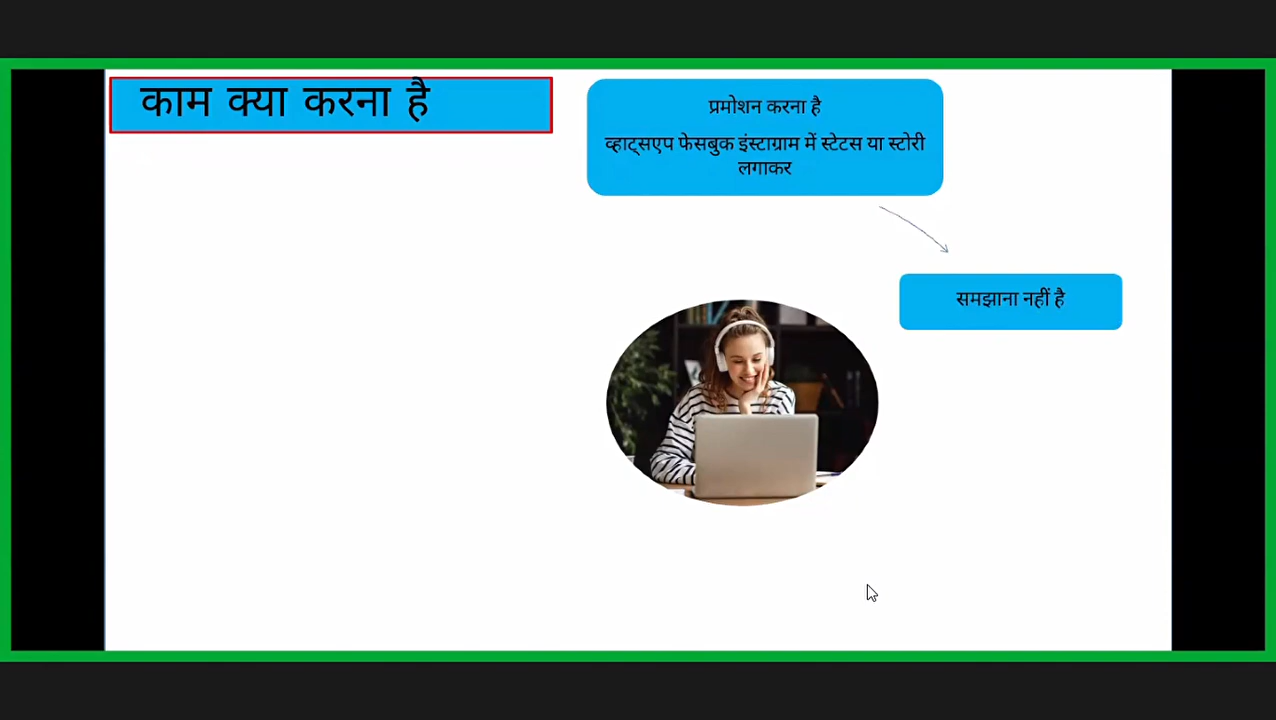 काम क्या करना है
प्रमोशन करना है
व्हाट्सएप फेसबुक इंस्टाग्राम में स्टेटस या स्टोरी
लगाकर
समझाना नहीं है